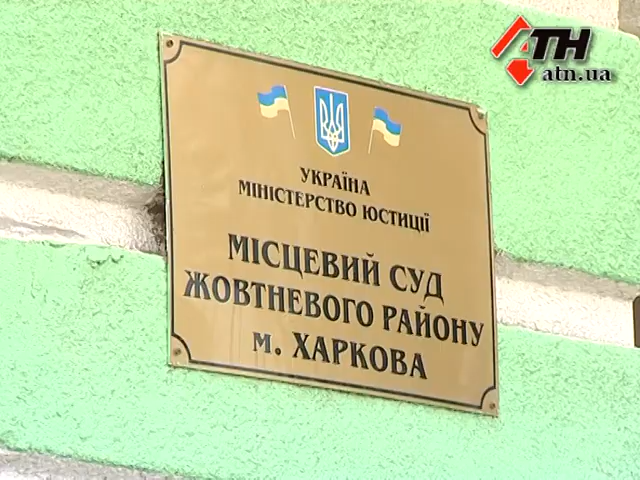 АТН
atn.ua
УКРАЇНА
МІНІСТЕРСТВО ЮСТИЦІЇ
МІСЦЕВИЙ СУД
ЖОВТНЕВОГО РАЙОНУ
м. ХАРКОВА